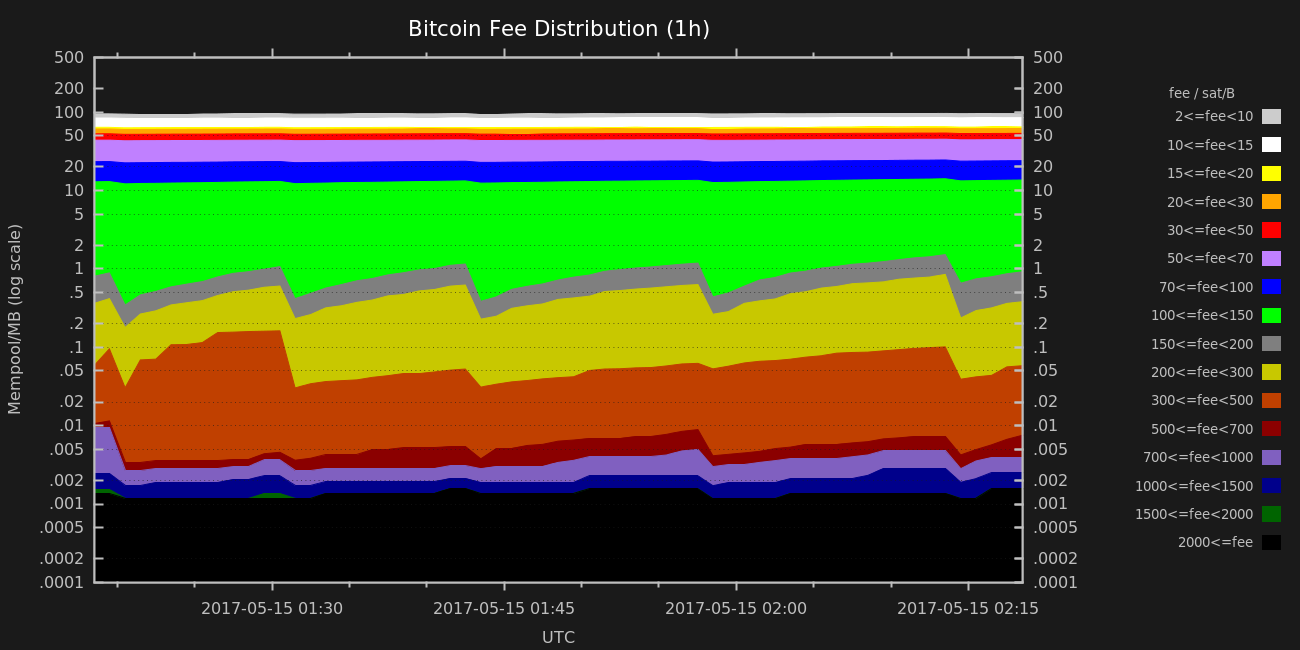 Bitcoin Fee Distribution (1h)
500
200
100
50
20
10
5
2
1
.5
.2
.1
.05
.02
.01
.005
.002
.001
.0005
.0002
.0001
Mempool/MB (log scale)
500
200
100
50
20
10
5
2
1
.5
.2
.1
.05
.02
.01
.005
.002
.001
.0005
.0002
.0001
2017-05-15 01:30
2017-05-15 01:45
2017-05-15 02:00
2017-05-15 02:15
UTC
fee / sat/B
2<=fee<10
10<=fee<15
15<=fee<20
20<=fee<30
30<=fee<50
50<=fee<70
70<=fee<100
100<=fee<150
150<=fee<200
200<=fee<300
300<=fee<500
500<=fee<700
700<=fee<1000
1000<=fee<1500
1500<=fee<2000
2000<=fee